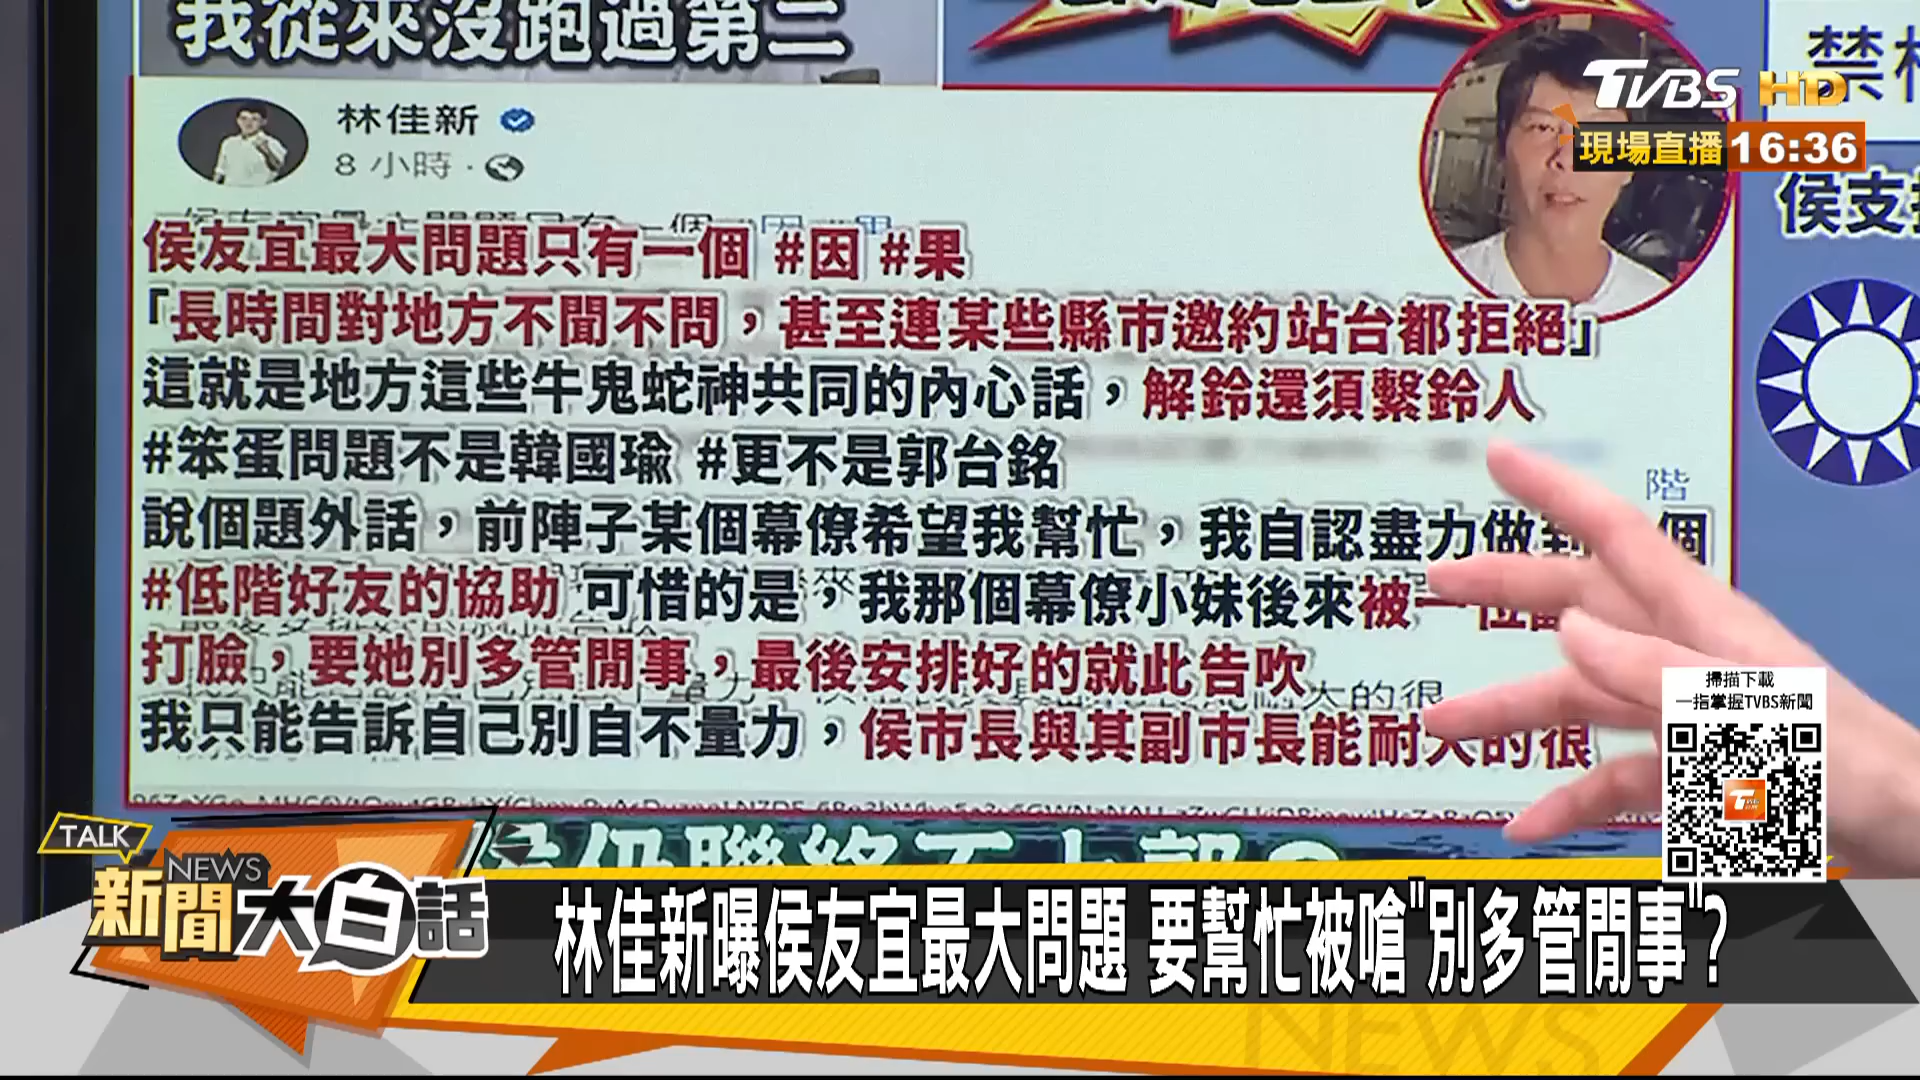 我從來沒跑過第二
禁
TVBS HD
現場直播 16:36
侯支
林佳新
8 小時
侯友宜最大問題只有一個 #因 #果
「長時間對地方不聞不問，甚至連某些縣市邀約站台都拒絕」
這就是地方這些牛鬼蛇神共同的內心話，解鈴還須繫鈴人
#笨蛋問題不是韓國瑜 #更不是郭台銘
階
說個題外話，前陣子某個幕僚希望我幫忙，我自認盡力做到 個
#低階好友的協助 可惜的是，我那個幕僚小妹後來被一位
打臉，要她別多管閒事，最後安排好的就此告吹
我只能告訴自己別自不量力，侯市長與其副市長能耐大的很
掃描下載
一指掌握TVBS新聞
TALK
NEWS
新聞大白話
林佳新曝侯友宜最大問題 要幫忙被嗆"別多管閒事"?
NEWS